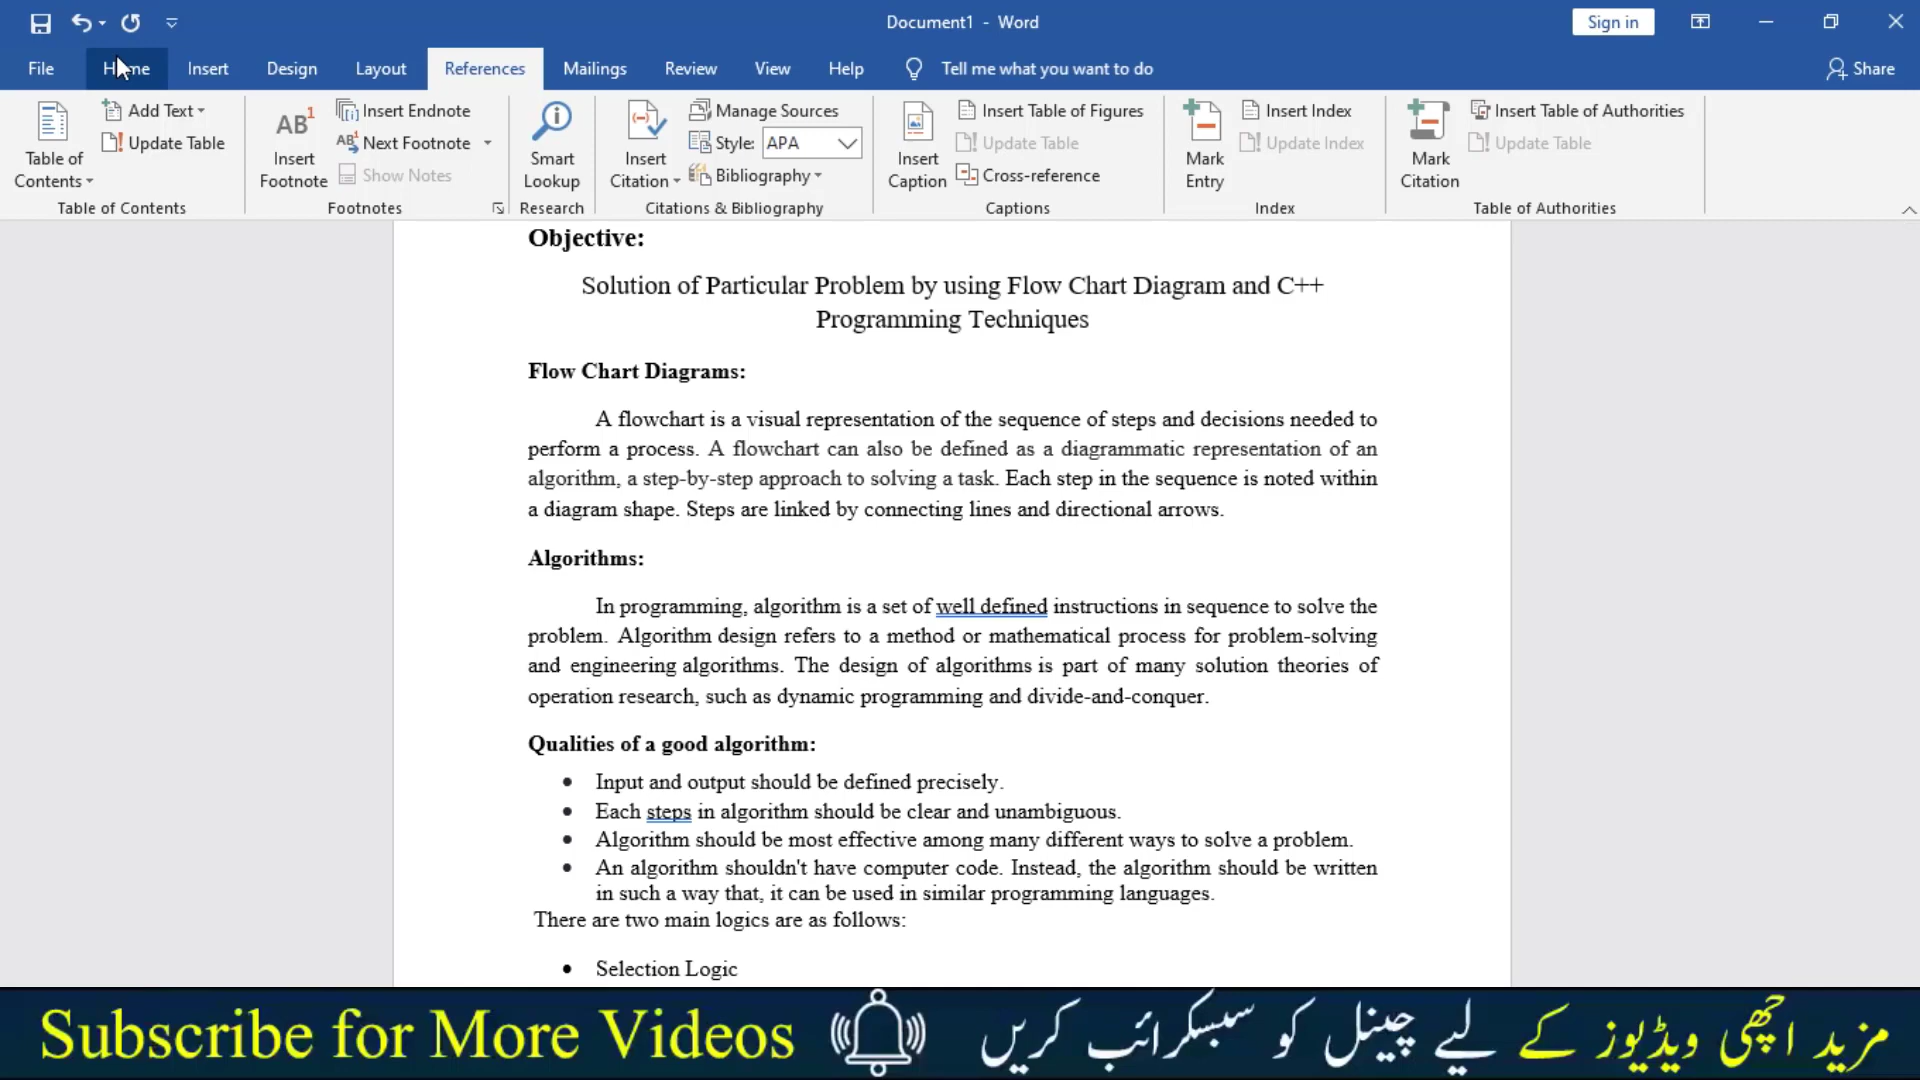 Document1 - Word
Sign in
File Home Insert Design Layout References Mailings Review View Help Tell me what you want to do Share
Table of Contents
Add Text
Update Table
Table of Contents
AB1
Insert Footnote
Insert Endnote
Next Footnote
Show Notes
Footnotes
Smart Lookup
Research
Insert Citation
Manage Sources
Style: APA
Bibliography
Citations & Bibliography
Insert Caption
Insert Table of Figures
Update Table
Cross-reference
Captions
Mark Entry
Insert Index
Update Index
Index
Mark Citation
Insert Table of Authorities
Update Table
Table of Authorities
Objective:
Solution of Particular Problem by using Flow Chart Diagram and C++
Programming Techniques
Flow Chart Diagrams:
A flowchart is a visual representation of the sequence of steps and decisions needed to
perform a process. A flowchart can also be defined as a diagrammatic representation of an
algorithm, a step-by-step approach to solving a task. Each step in the sequence is noted within
a diagram shape. Steps are linked by connecting lines and directional arrows.
Algorithms:
In programming, algorithm is a set of well defined instructions in sequence to solve the
problem. Algorithm design refers to a method or mathematical process for problem-solving
and engineering algorithms. The design of algorithms is part of many solution theories of
operation research, such as dynamic programming and divide-and-conquer.
Qualities of a good algorithm:
• Input and output should be defined precisely.
• Each steps in algorithm should be clear and unambiguous.
• Algorithm should be most effective among many different ways to solve a problem.
• An algorithm shouldn't have computer code. Instead, the algorithm should be written
in such a way that, it can be used in similar programming languages.
There are two main logics are as follows:
• Selection Logic
Subscribe for More Videos
مزید اچھی ویڈیوز کے لیے چینل کو سبسکرائب کریں